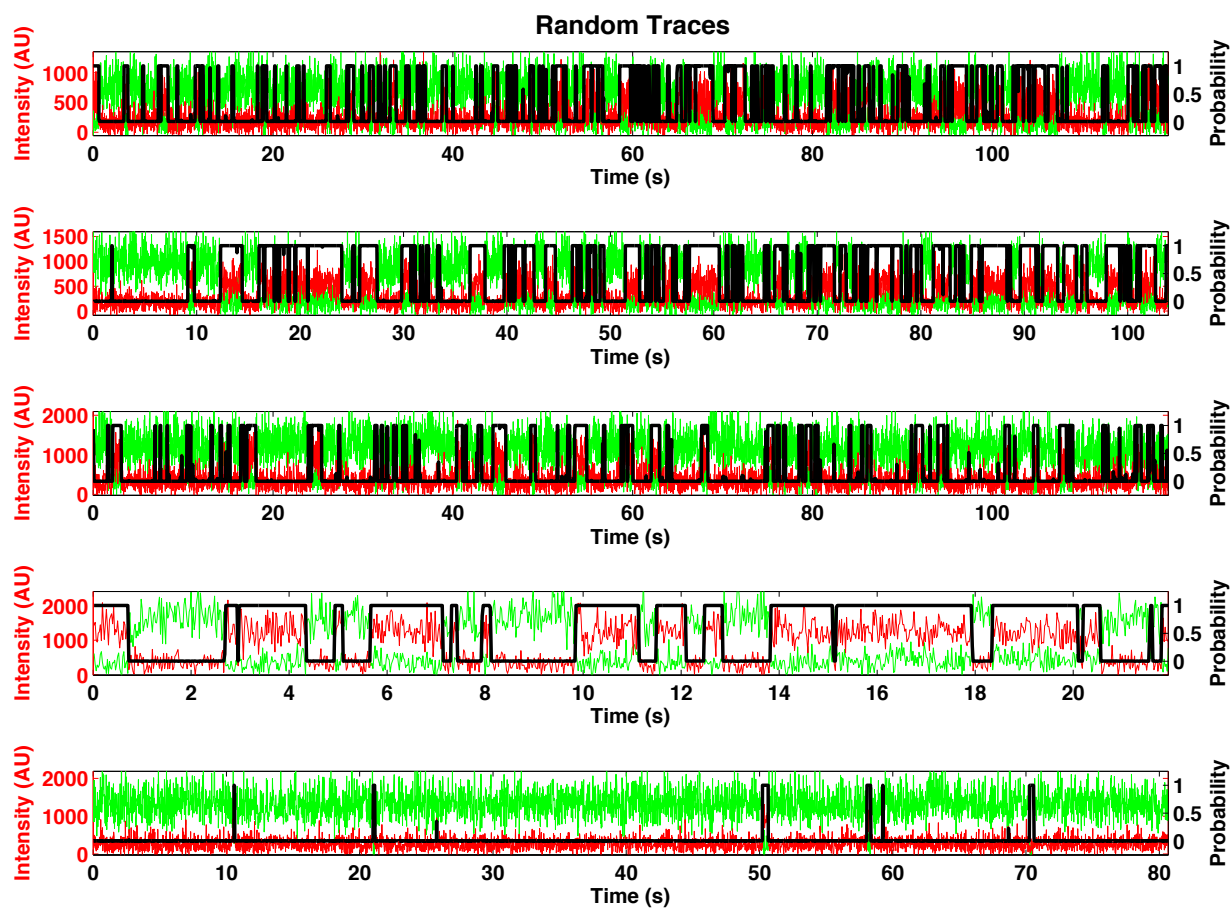 Random Traces
Intensity (AU)
1000
500
0
1
0.5
0
Probability
0 20 40 60 80 100
Time (s)
Intensity (AU)
1500
1000
500
0
1
0.5
0
Probability
0 10 20 30 40 50 60 70 80 90 100
Time (s)
Intensity (AU)
2000
1000
0
1
0.5
0
Probability
0 20 40 60 80 100
Time (s)
Intensity (AU)
2000
1000
0
1
0.5
0
Probability
0 2 4 6 8 10 12 14 16 18 20
Time (s)
Intensity (AU)
2000
1000
0
1
0.5
0
Probability
0 10 20 30 40 50 60 70 80
Time (s)